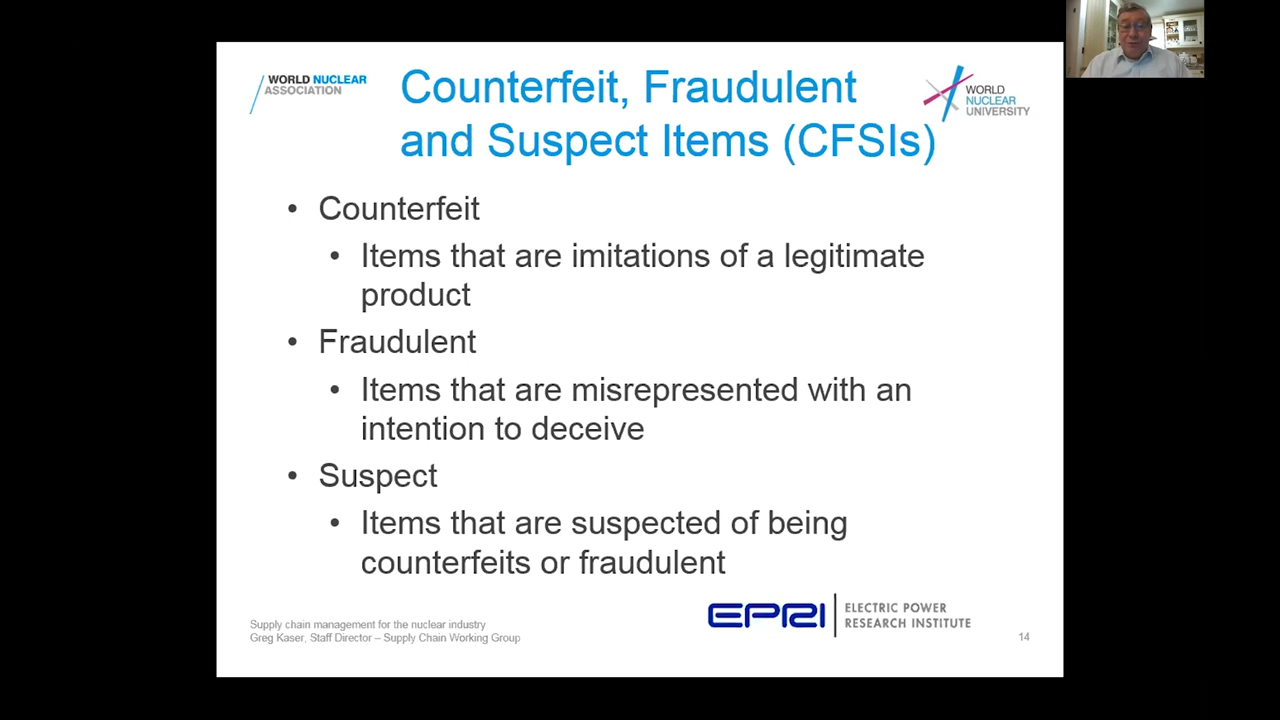 WORLD NUCLEAR
ASSOCIATION
Counterfeit, Fraudulent
and Suspect Items (CFSIs)
WORLD
NUCLEAR
UNIVERSITY
• Counterfeit
• Items that are imitations of a legitimate
product
• Fraudulent
• Items that are misrepresented with an
intention to deceive
• Suspect
• Items that are suspected of being
counterfeits or fraudulent
EPRI
ELECTRIC POWER
RESEARCH INSTITUTE
Supply chain management for the nuclear industry
Greg Kaser, Staff Director – Supply Chain Working Group
14